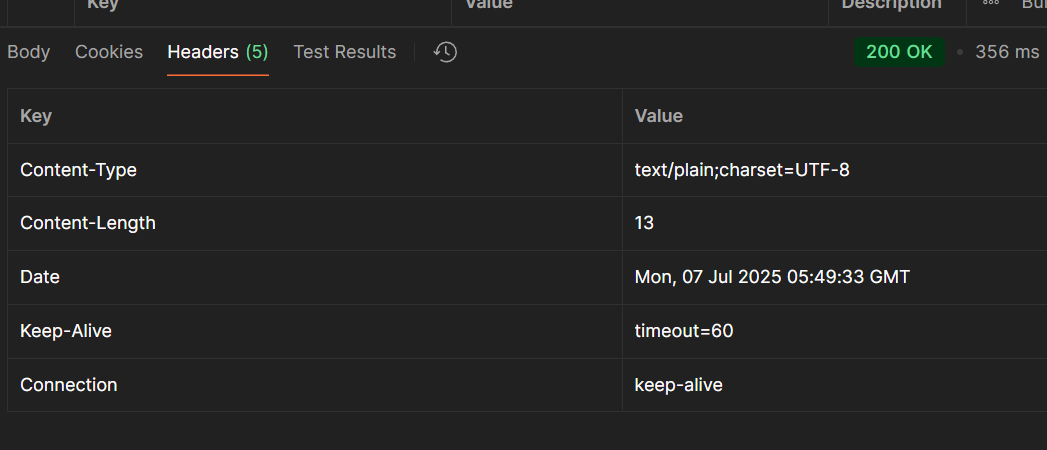 Key Value Description ooo Bu
Body Cookies Headers (5) Test Results 200 OK • 356 ms
Key Value
Content-Type text/plain;charset=UTF-8
Content-Length 13
Date Mon, 07 Jul 2025 05:49:33 GMT
Keep-Alive timeout=60
Connection keep-alive